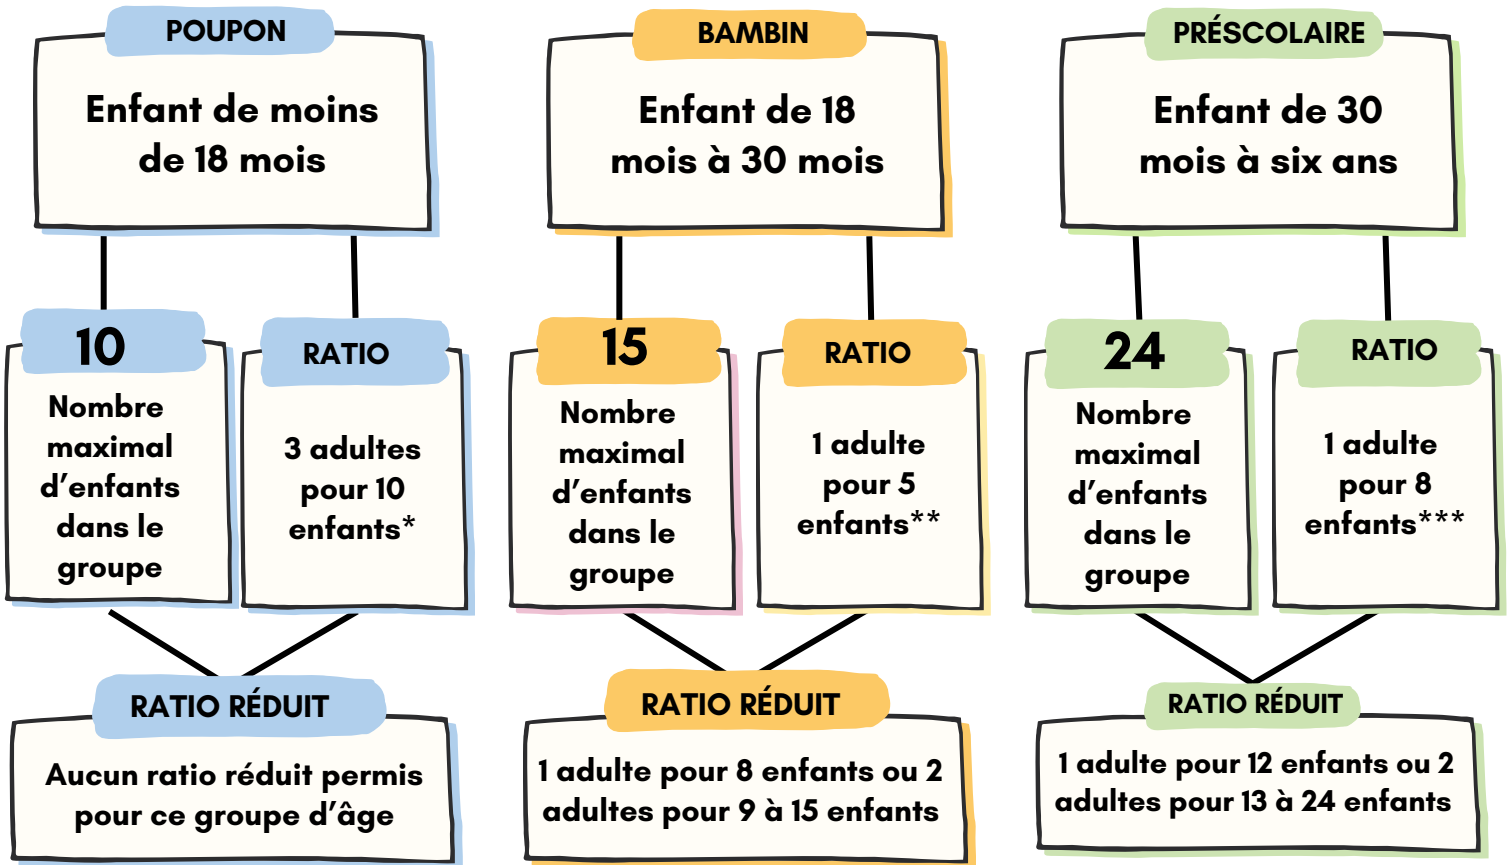 POUPON
Enfant de moins
de 18 mois
10
Nombre
maximal
d’enfants
dans le
groupe
RATIO
3 adultes
pour 10
enfants*
RATIO RÉDUIT
Aucun ratio réduit permis
pour ce groupe d’âge
BAMBIN
Enfant de 18
mois à 30 mois
15
Nombre
maximal
d’enfants
dans le
groupe
RATIO
1 adulte
pour 5
enfants**
RATIO RÉDUIT
1 adulte pour 8 enfants ou 2
adultes pour 9 à 15 enfants
PRÉSCOLAIRE
Enfant de 30
mois à six ans
24
Nombre
maximal
d’enfants
dans le
groupe
RATIO
1 adulte
pour 8
enfants***
RATIO RÉDUIT
1 adulte pour 12 enfants ou 2
adultes pour 13 à 24 enfants